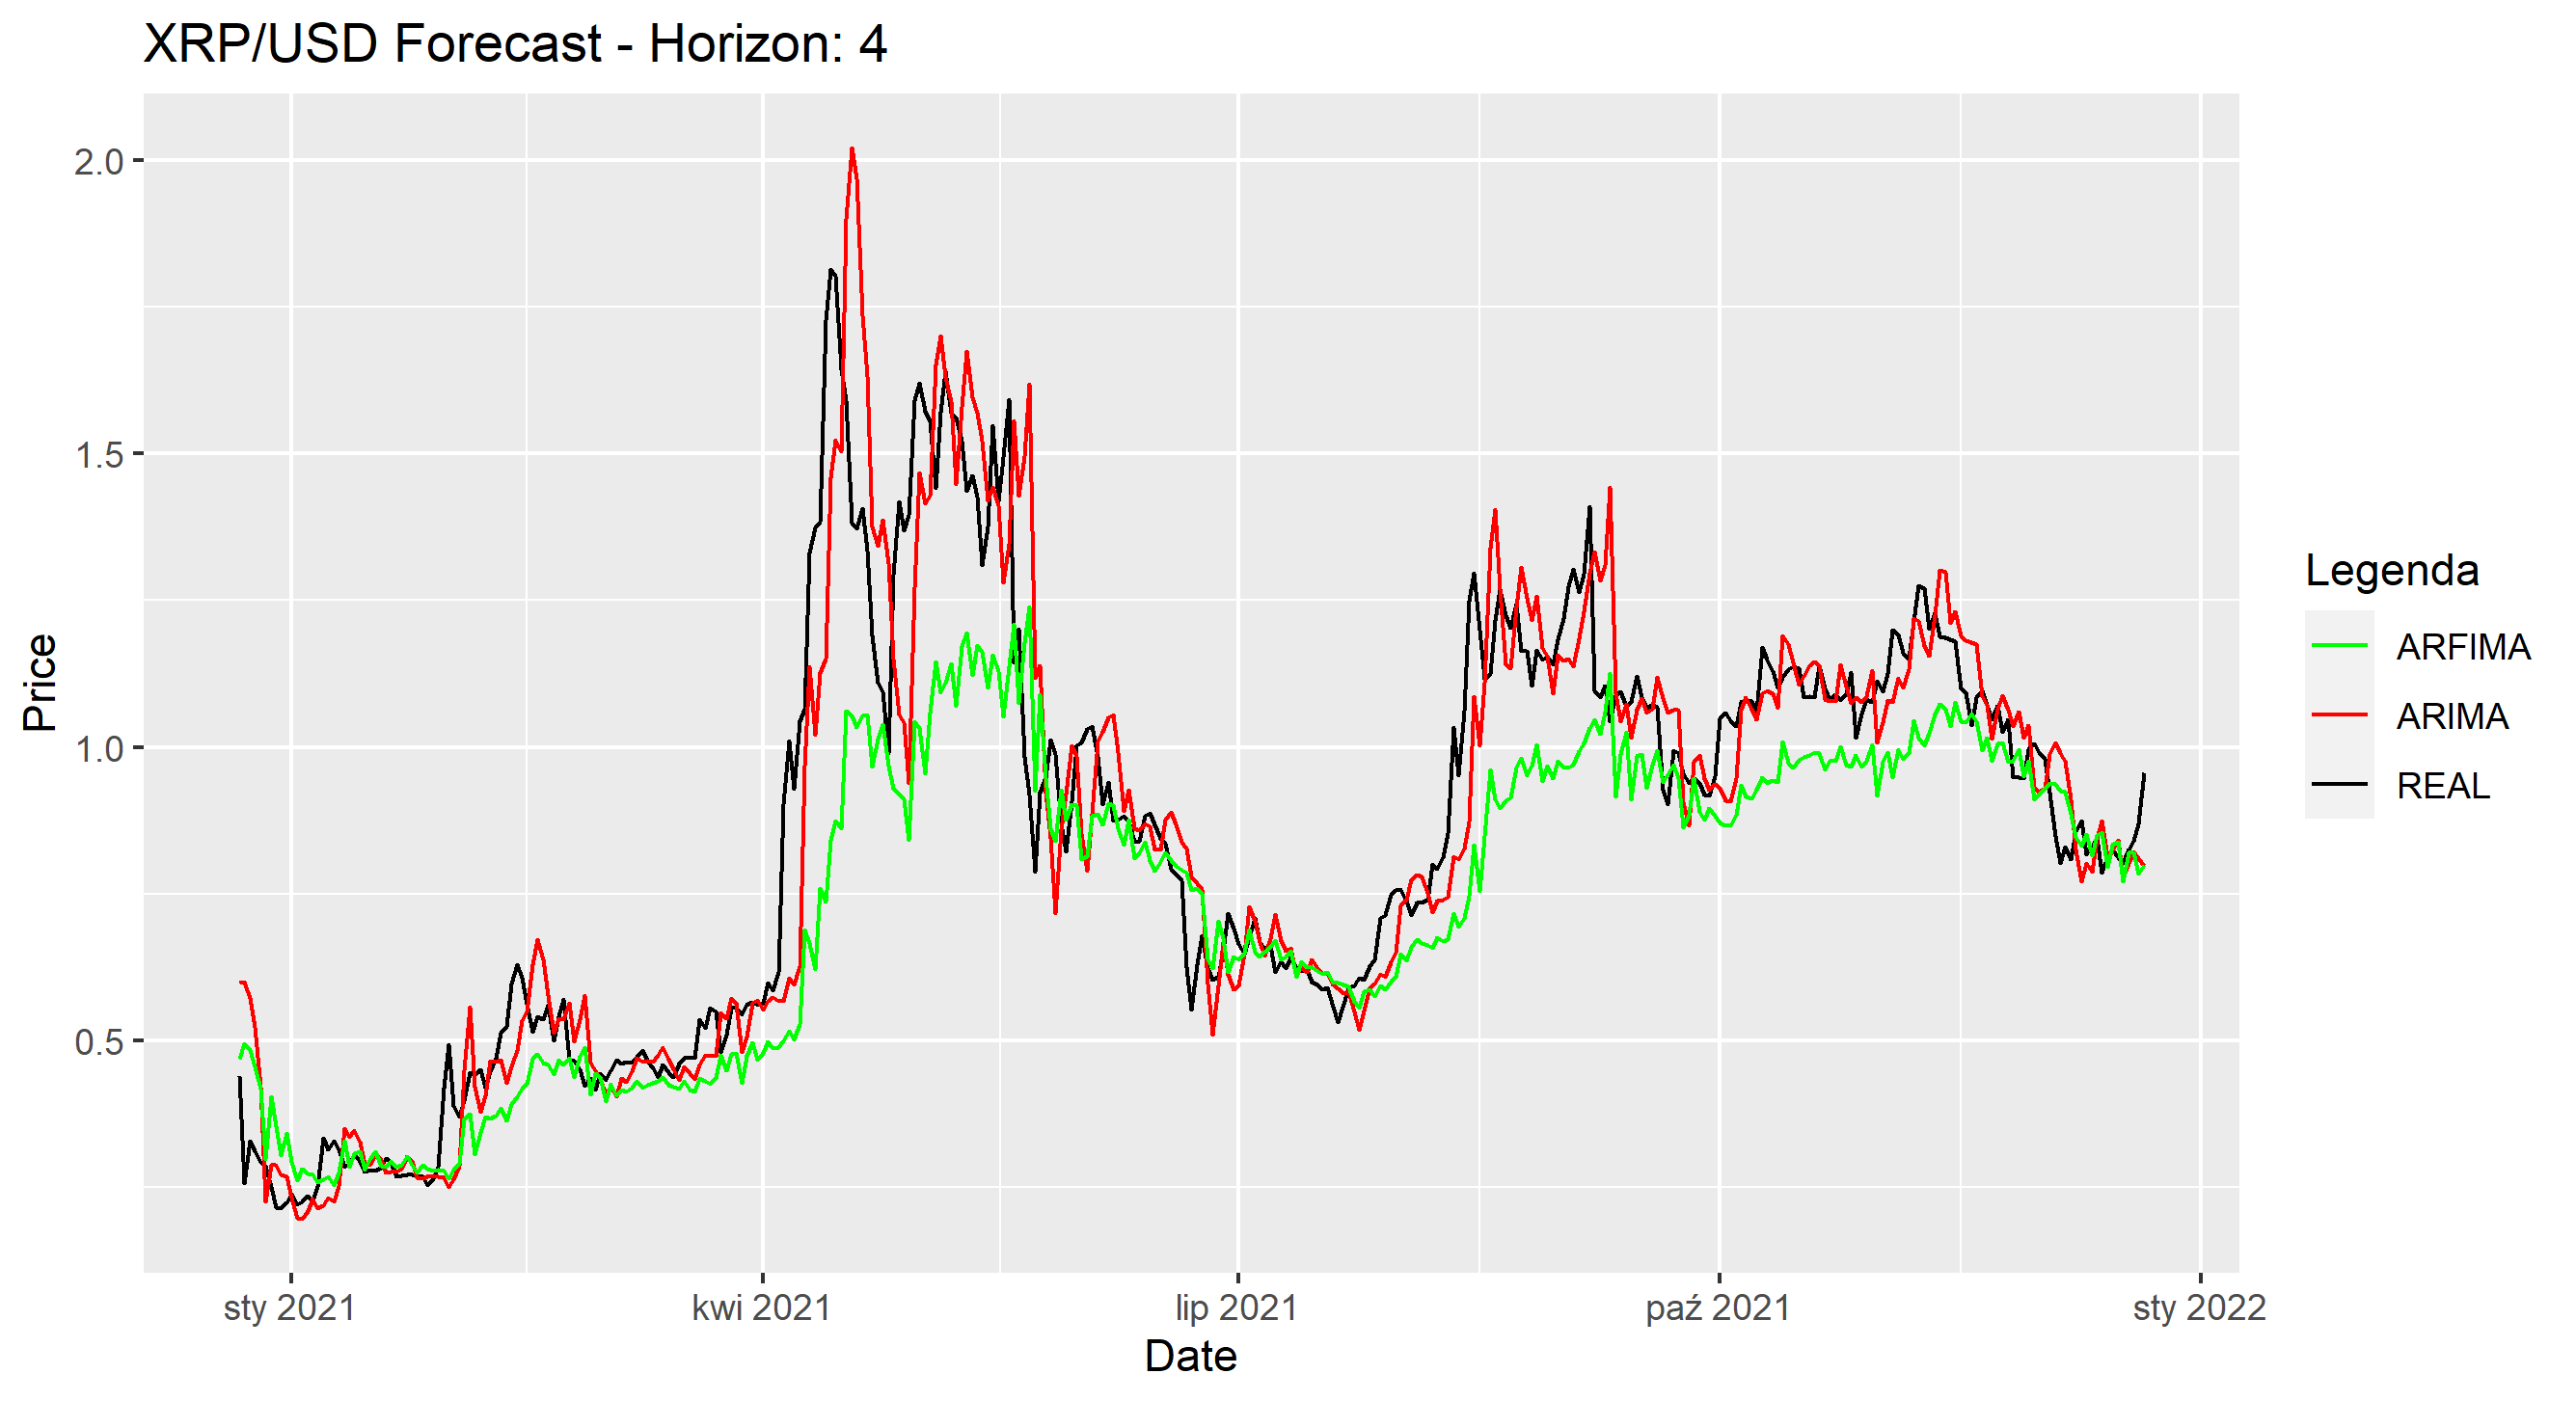 XRP/USD Forecast - Horizon: 4
Price
2.0
1.5
1.0
0.5
sty 2021
kwi 2021
lip 2021
paź 2021
sty 2022
Date
Legenda
ARFIMA
ARIMA
REAL